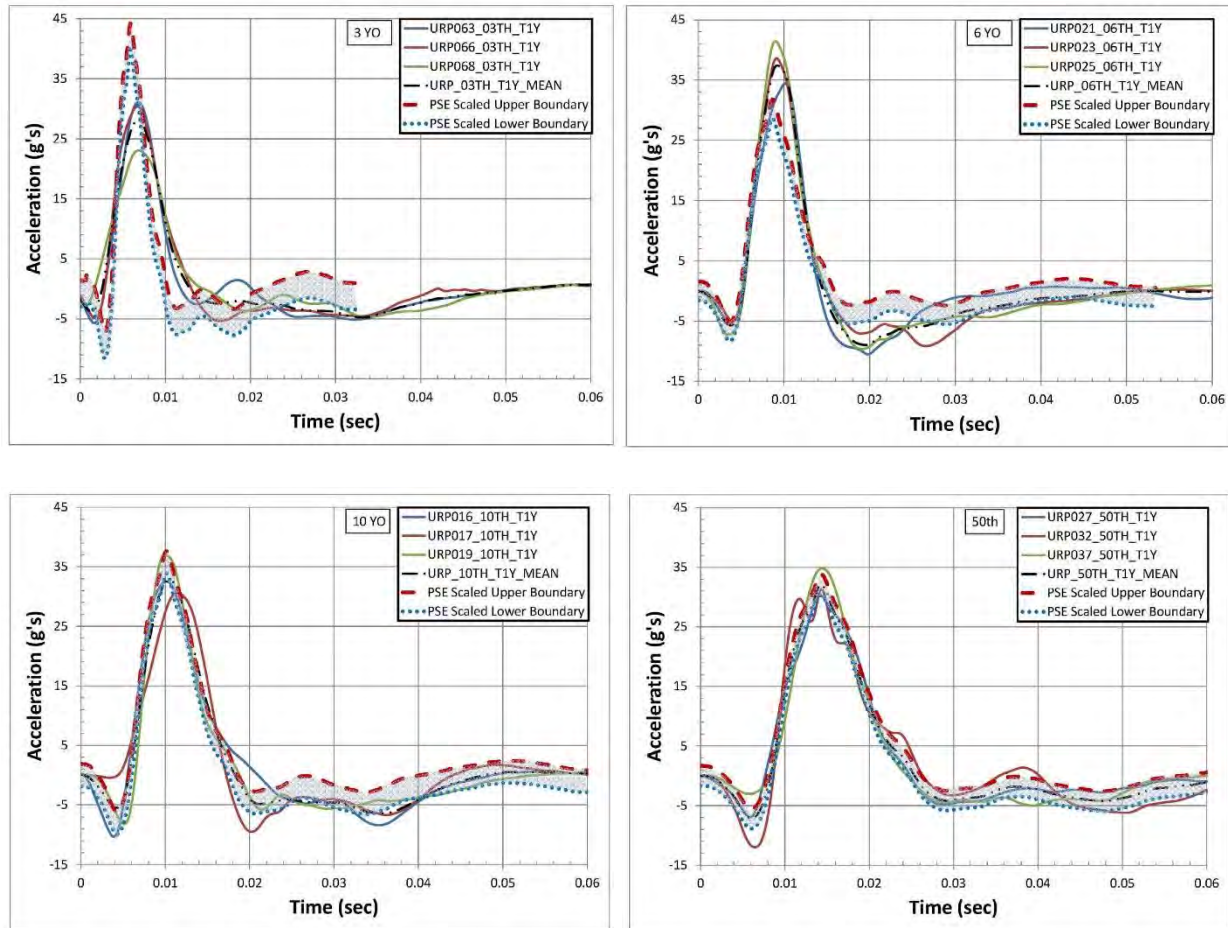 3 YO
URP063_03TH_T1Y
URP066_03TH_T1Y
URP068_03TH_T1Y
URP_03TH_T1Y_MEAN
PSE Scaled Upper Boundary
PSE Scaled Lower Boundary
Acceleration (g's)
45
35
25
15
5
-5
-15
0 0.01 0.02 0.03 0.04 0.05 0.06
Time (sec)
6 YO
URP021_06TH_T1Y
URP023_06TH_T1Y
URP025_06TH_T1Y
URP_06TH_T1Y_MEAN
PSE Scaled Upper Boundary
PSE Scaled Lower Boundary
Acceleration (g's)
45
35
25
15
5
-5
-15
0 0.01 0.02 0.03 0.04 0.05 0.06
Time (sec)
10 YO
URP016_10TH_T1Y
URP017_10TH_T1Y
URP019_10TH_T1Y
URP_10TH_T1Y_MEAN
PSE Scaled Upper Boundary
PSE Scaled Lower Boundary
Acceleration (g's)
45
35
25
15
5
-5
-15
0 0.01 0.02 0.03 0.04 0.05 0.06
Time (sec)
50th
URP027_50TH_T1Y
URP032_50TH_T1Y
URP037_50TH_T1Y
URP_50TH_T1Y_MEAN
PSE Scaled Upper Boundary
PSE Scaled Lower Boundary
Acceleration (g's)
45
35
25
15
5
-5
-15
0 0.01 0.02 0.03 0.04 0.05 0.06
Time (sec)